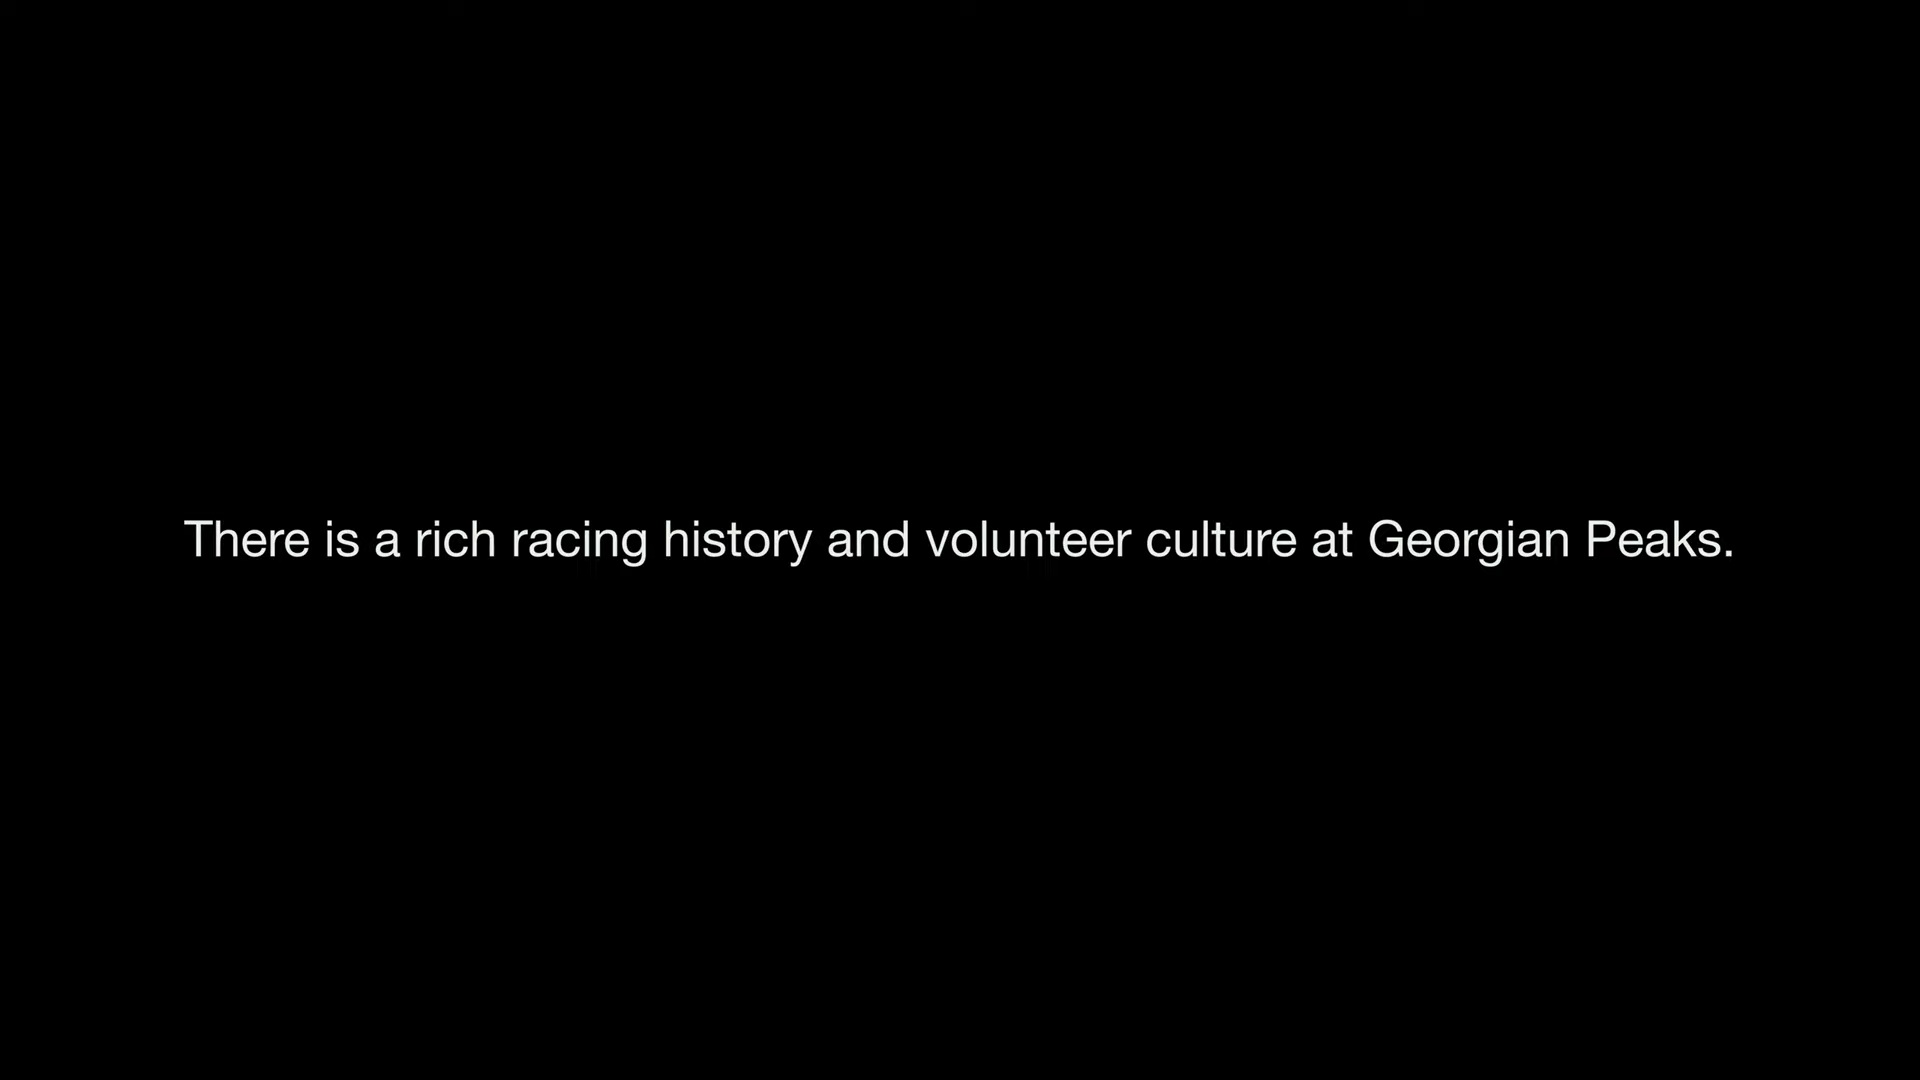 There is a rich racing history and volunteer culture at Georgian Peaks.